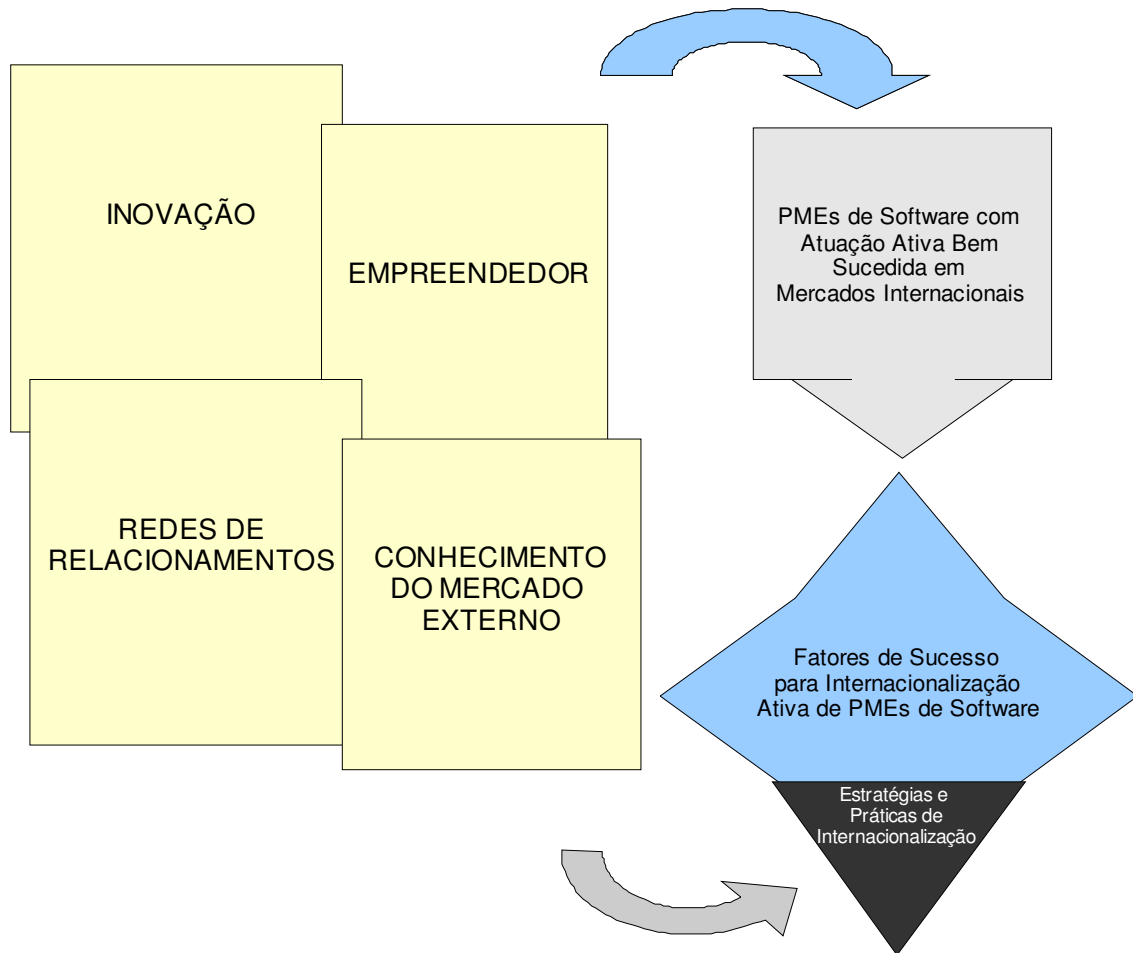 INOVAÇÃO
EMPREENDEDOR
REDES DE
RELACIONAMENTOS
CONHECIMENTO
DO MERCADO
EXTERNO
PMEs de Software com
Atuação Ativa Bem
Sucedida em
Mercados Internacionais
Fatores de Sucesso
para Internacionalização
Ativa de PMEs de Software
Estratégias e
Práticas de
Internacionalização